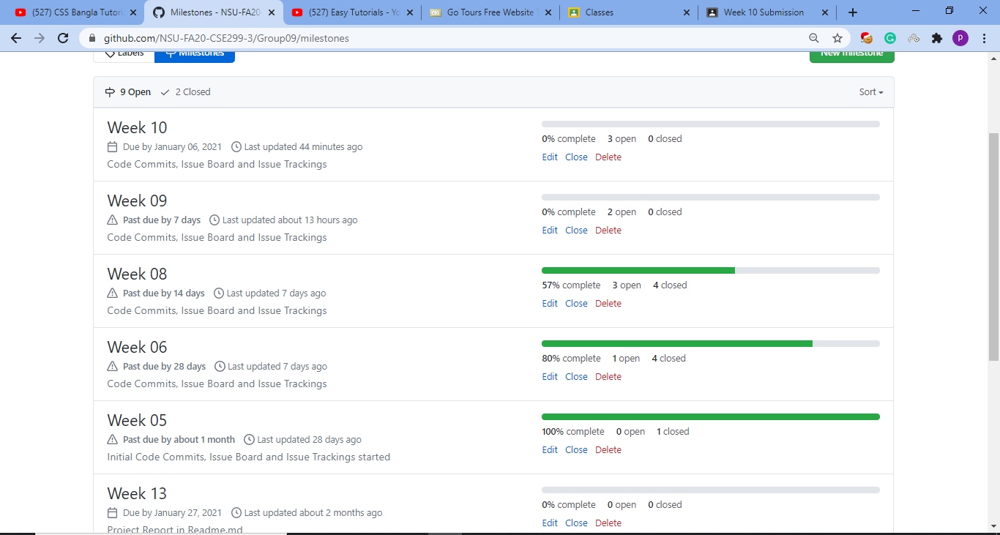 (527) CSS Bangla Tutori
Milestones - NSU-FA20
(527) Easy Tutorials - Yo
Go Tours Free Website T
Classes
Week 10 Submission
github.com/NSU-FA20-CSE299-3/Group09/milestones
P
Labels
Milestones
New milestone
9 Open 2 Closed
Sort
Week 10
Due by January 06, 2021 Last updated 44 minutes ago
Code Commits, Issue Board and Issue Trackings
0% complete 3 open 0 closed
Edit Close Delete
Week 09
Past due by 7 days Last updated about 13 hours ago
Code Commits, Issue Board and Issue Trackings
0% complete 2 open 0 closed
Edit Close Delete
Week 08
Past due by 14 days Last updated 7 days ago
Code Commits, Issue Board and Issue Trackings
57% complete 3 open 4 closed
Edit Close Delete
Week 06
Past due by 28 days Last updated 7 days ago
Code Commits, Issue Board and Issue Trackings
80% complete 1 open 4 closed
Edit Close Delete
Week 05
Past due by about 1 month Last updated 28 days ago
Initial Code Commits, Issue Board and Issue Trackings started
100% complete 0 open 1 closed
Edit Close Delete
Week 13
Due by January 27, 2021 Last updated about 2 months ago
Project Report in Readme.md
0% complete 0 open 0 closed
Edit Close Delete